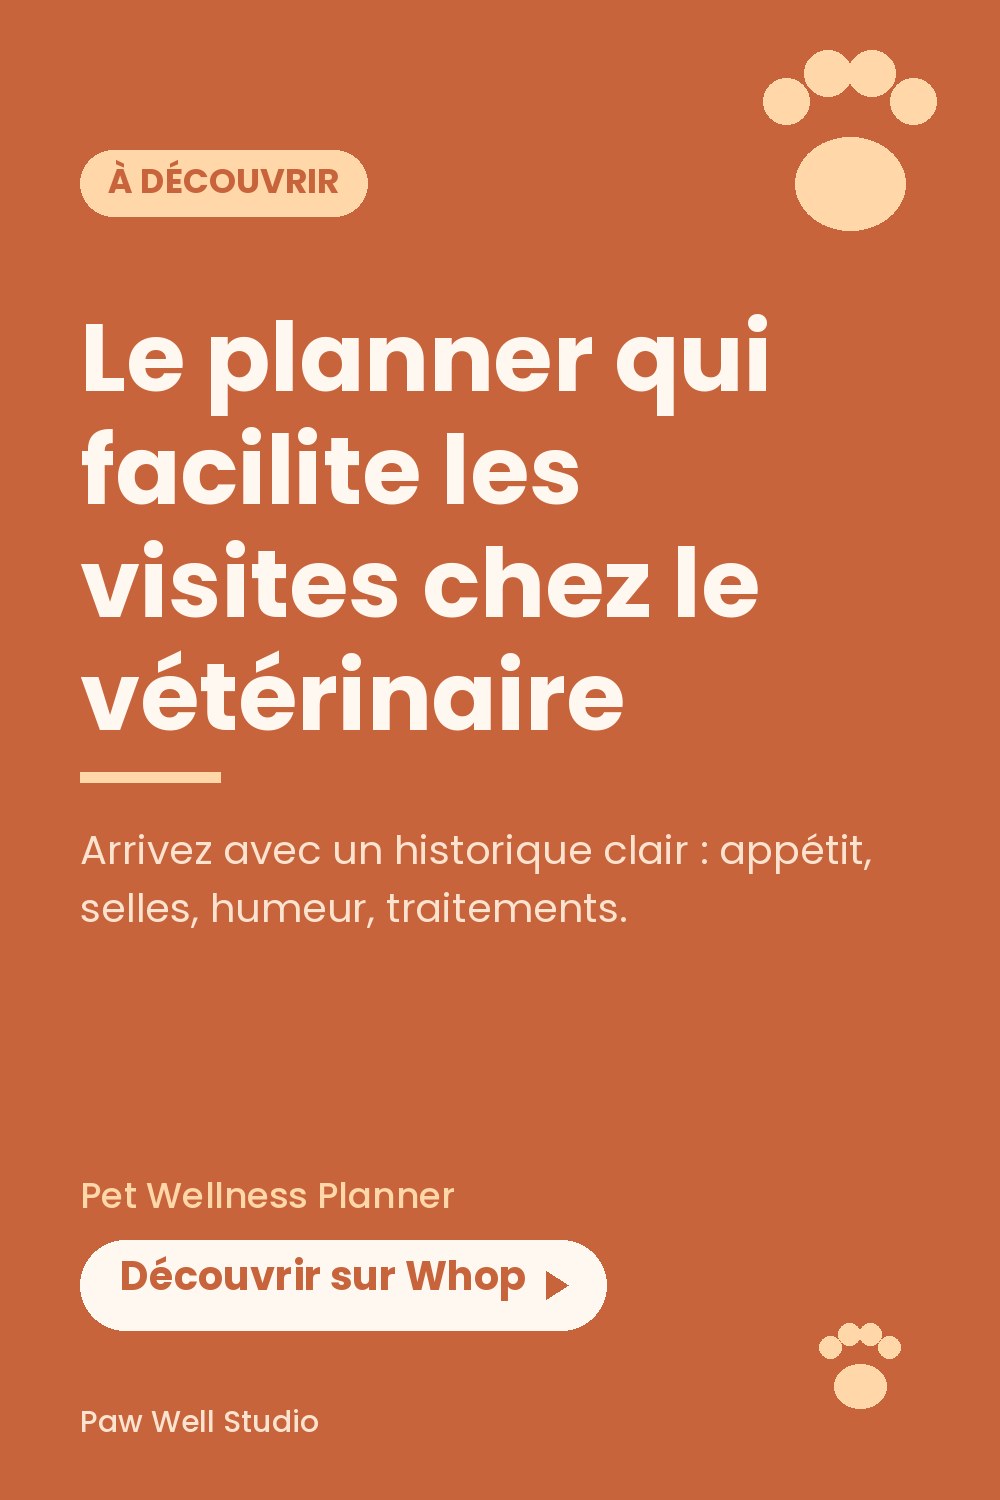 À DÉCOUVRIR
Le planner qui
facilite les
visites chez le
vétérinaire
Arrivez avec un historique clair : appétit,
selles, humeur, traitements.
Pet Wellness Planner
Découvrir sur Whop
Paw Well Studio